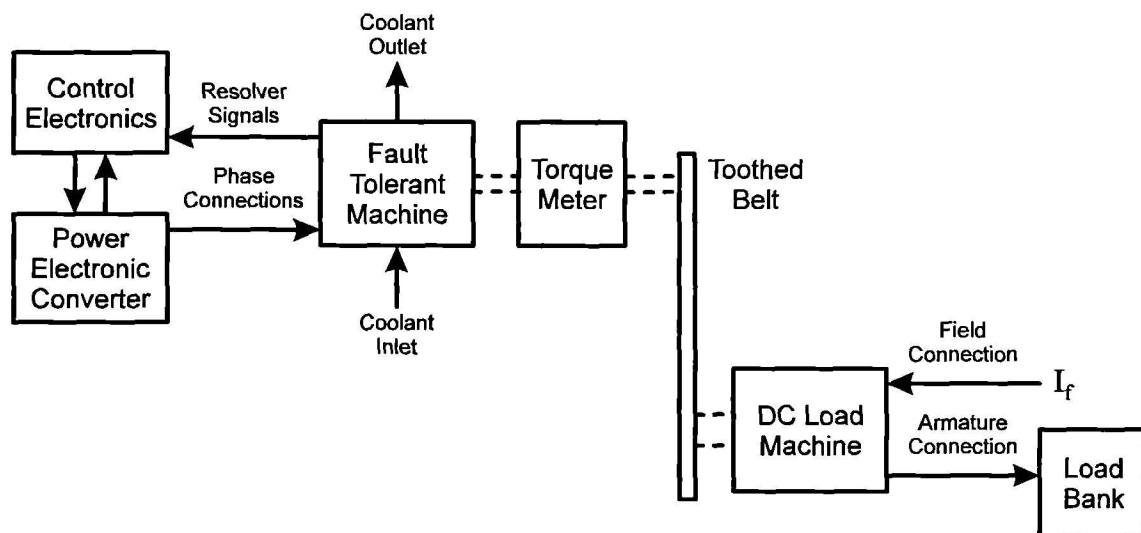 Coolant
Outlet
Control
Electronics
Resolver
Signals
Fault
Tolerant
Machine
Torque
Meter
Toothed
Belt
Phase
Connections
Power
Electronic
Converter
Coolant
Inlet
Field
Connection
I_f
DC Load
Machine
Armature
Connection
Load
Bank